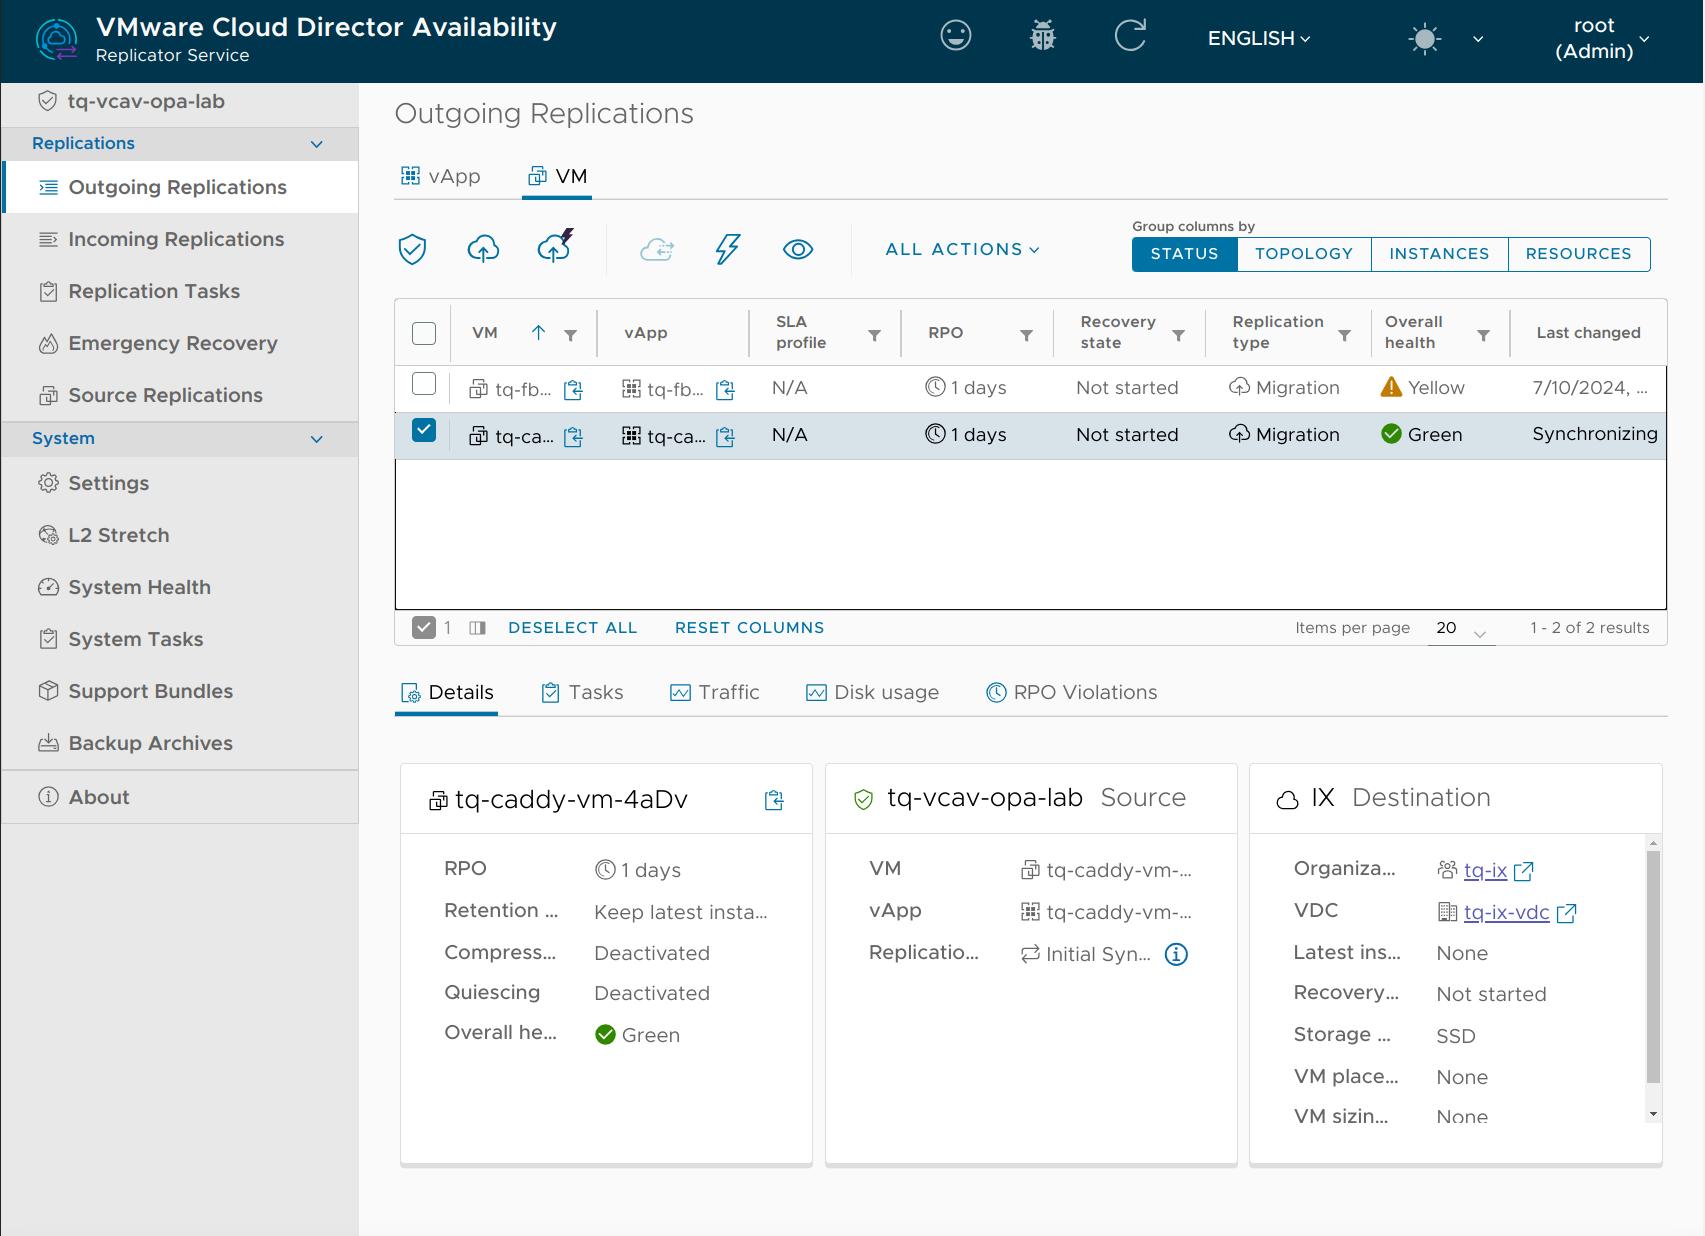 VMware Cloud Director Availability
Replicator Service
ENGLISH
root
(Admin)
tq-vcav-opa-lab
Replications
Outgoing Replications
Incoming Replications
Replication Tasks
Emergency Recovery
Source Replications
System
Settings
L2 Stretch
System Health
System Tasks
Support Bundles
Backup Archives
About
Outgoing Replications
vApp VM
ALL ACTIONS
Group columns by
STATUS TOPOLOGY INSTANCES RESOURCES
VM vApp SLA profile RPO Recovery state Replication type Overall health Last changed
tq-fb... tq-fb... N/A 1 days Not started Migration Yellow 7/10/2024, ...
tq-ca... tq-ca... N/A 1 days Not started Migration Green Synchronizing
1 DESELECT ALL RESET COLUMNS Items per page 20 1 - 2 of 2 results
Details Tasks Traffic Disk usage RPO Violations
tq-caddy-vm-4aDv
RPO 1 days
Retention ... Keep latest insta...
Compress... Deactivated
Quiescing Deactivated
Overall he... Green
tq-vcav-opa-lab Source
VM tq-caddy-vm-...
vApp tq-caddy-vm-...
Replicatio... Initial Syn...
IX Destination
Organiza... tq-ix
VDC tq-ix-vdc
Latest ins... None
Recovery... Not started
Storage ... SSD
VM place... None
VM sizin... None